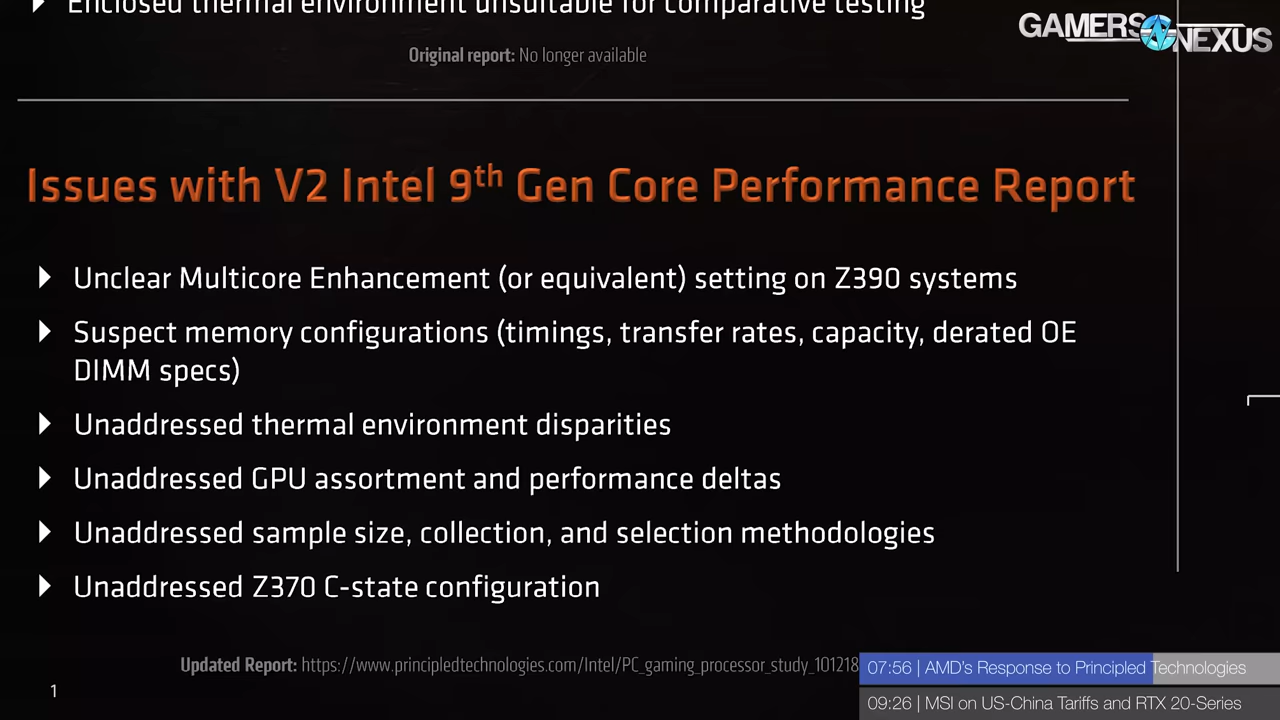 Enclosed thermal environment unsuitable for comparative testing
GAMERS NEXUS
Original report: No longer available
Issues with V2 Intel 9th Gen Core Performance Report
Unclear Multicore Enhancement (or equivalent) setting on Z390 systems
Suspect memory configurations (timings, transfer rates, capacity, derated OE
DIMM specs)
Unaddressed thermal environment disparities
Unaddressed GPU assortment and performance deltas
Unaddressed sample size, collection, and selection methodologies
Unaddressed Z370 C-state configuration
Updated Report: https://www.principledtechnologies.com/Intel/PC_gaming_processor_study_101218
07:56 | AMD's Response to Principled Technologies
1
09:26 | MSI on US-China Tariffs and RTX 20-Series